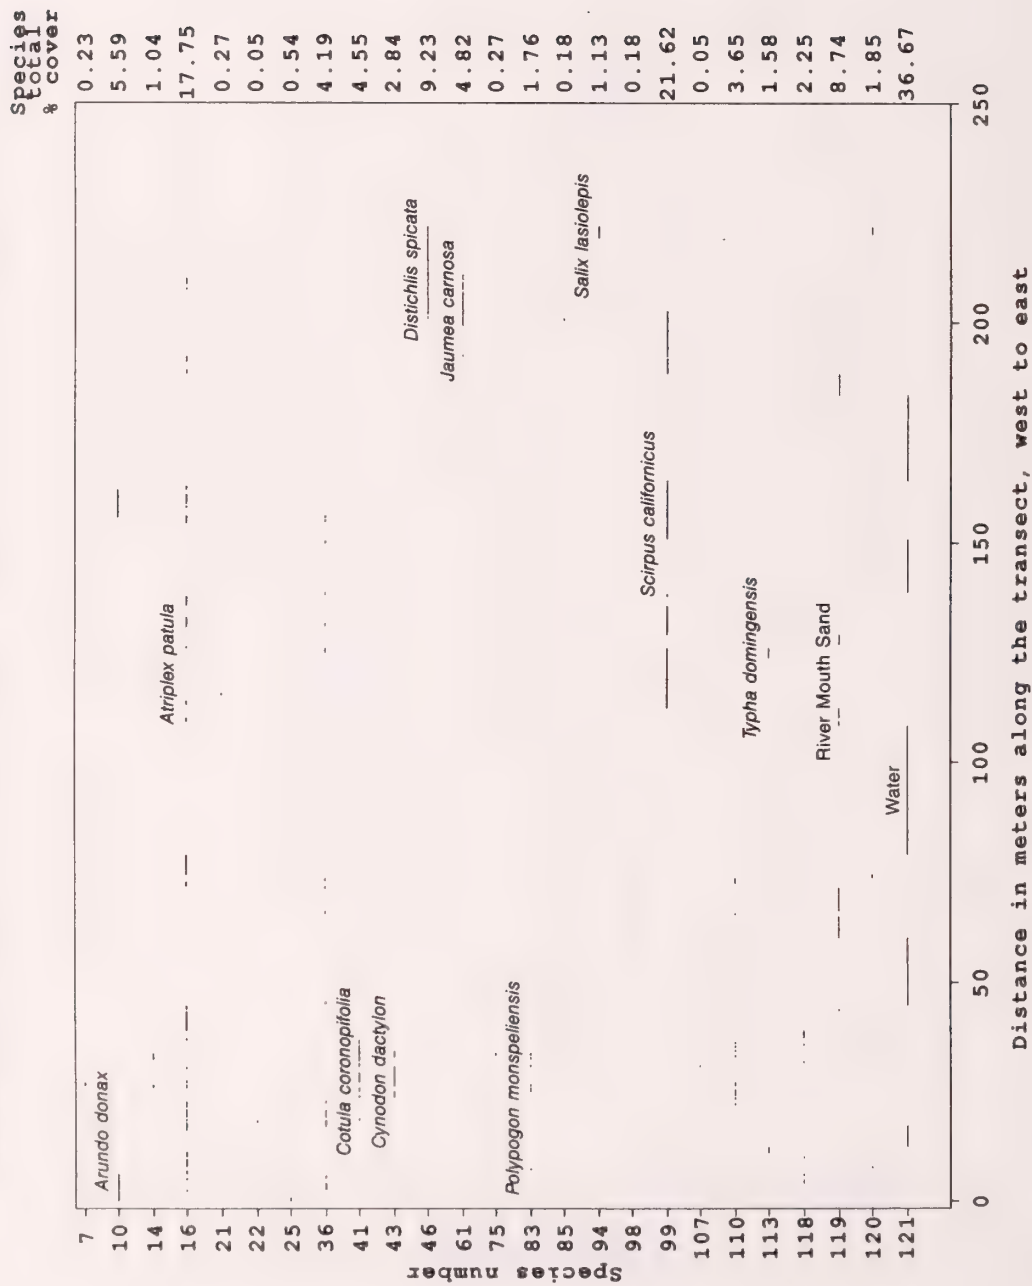 Species
total
% cover
7 0.23
Arundo donax
10 5.59
14 1.04
Atriplex patula
16 17.75
21 0.27
22 0.05
25 0.54
36 4.19
Cotula coronopifolia
41 4.55
Cynodon dactylon
43 2.84
Distichlis spicata
46 9.23
Jaumea carnosa
61 4.82
75 0.27
Polypogon monspeliensis
83 1.76
85 0.18
Salix lasiolepis
94 1.13
98 0.18
Scirpus californicus
99 21.62
107 0.05
110 3.65
Typha domingensis
113 1.58
118 2.25
River Mouth Sand
119 8.74
120 1.85
Water
121 36.67
Species number
0 50 100 150 200 250
Distance in meters along the transect, west to east